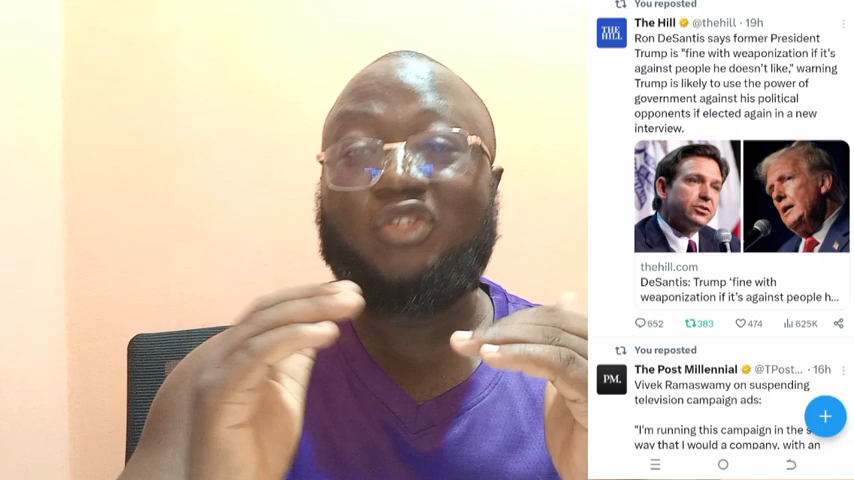 You reposted
The Hill @thehill · 19h
THE
HILL
Ron DeSantis says former President
Trump is "fine with weaponization if it's
against people he doesn't like," warning
Trump is likely to use the power of
government against his political
opponents if elected again in a new
interview.
thehill.com
DeSantis: Trump 'fine with
weaponization if it's against people h...
652 383 474 625K
You reposted
The Post Millennial @TPost... · 16h
PM.
Vivek Ramaswamy on suspending
television campaign ads:
"I'm running this campaign in the
way that I would a company, with an